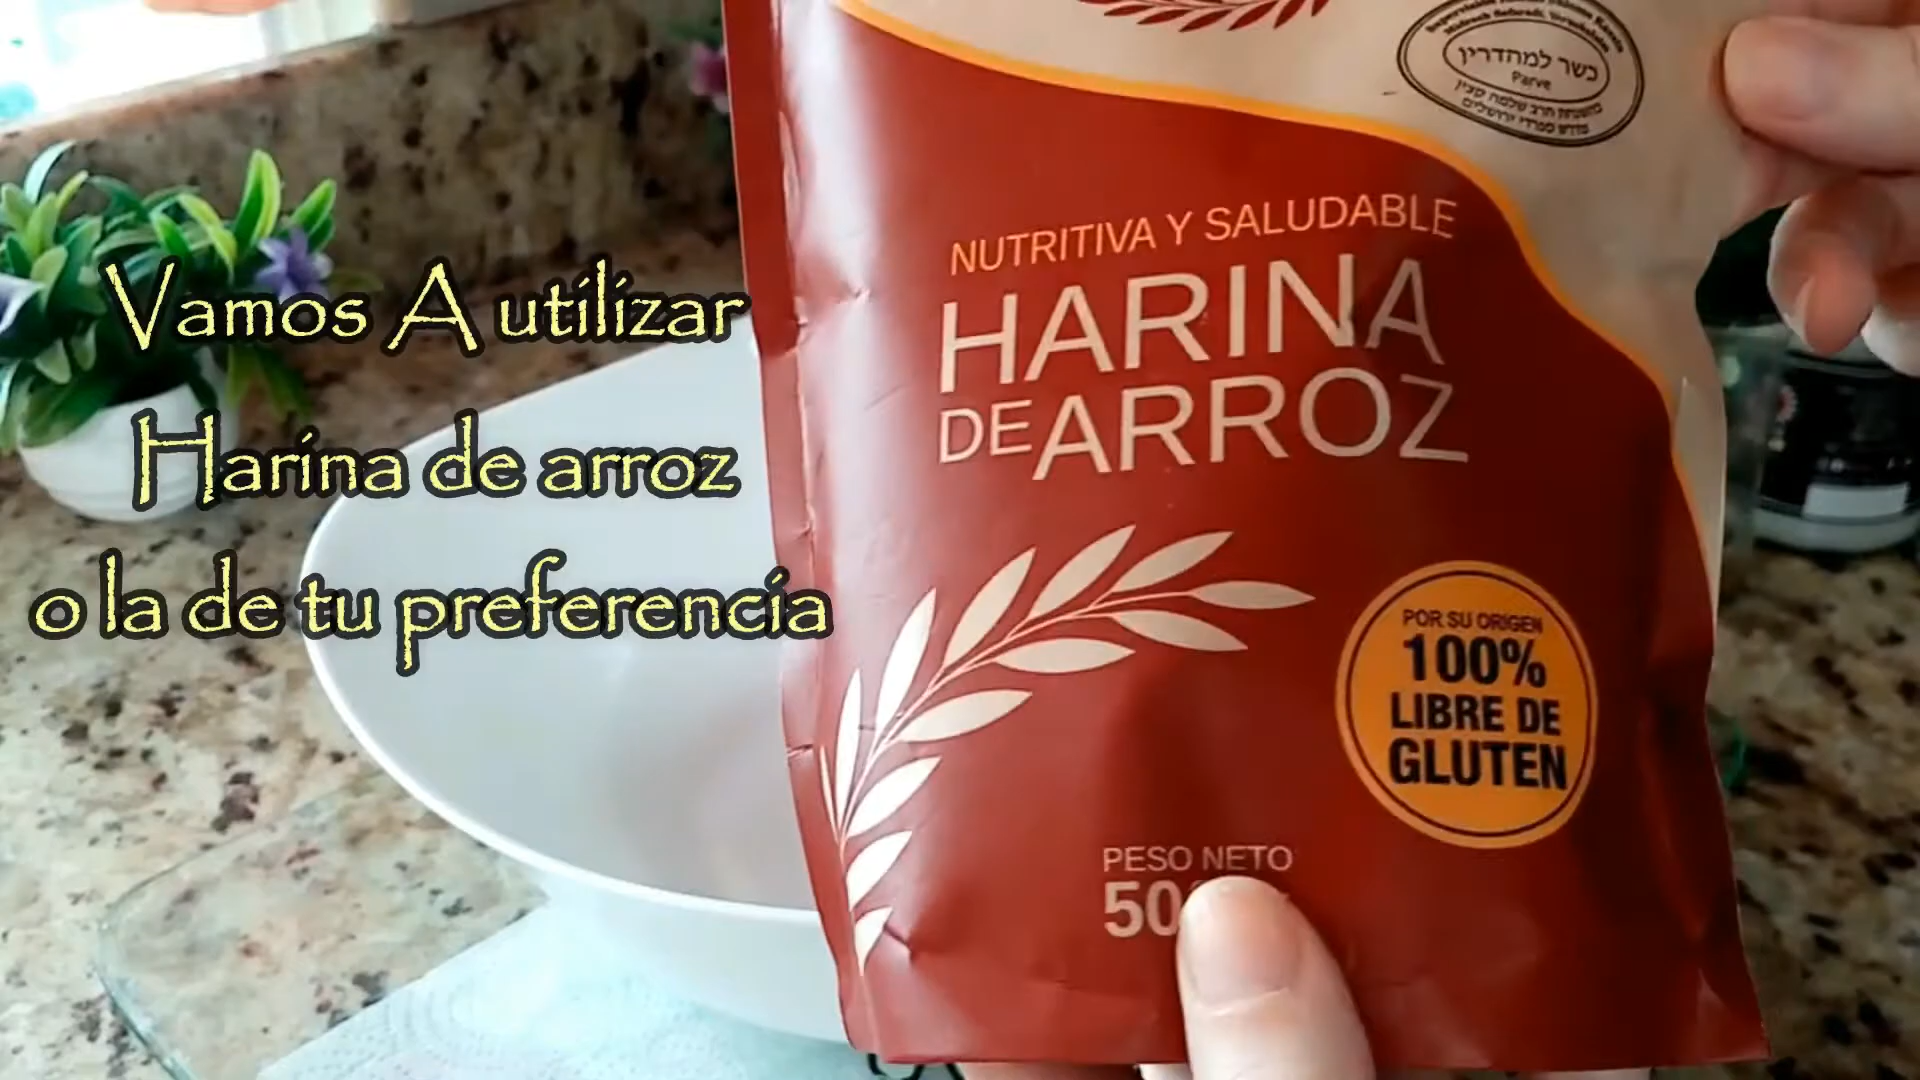 Vamos A utilizar
Harina de arroz
o la de tu preferencia
כשר למהדרין
Parve
NUTRITIVA Y SALUDABLE
HARINA
DE ARROZ
POR SU ORIGEN
100%
LIBRE DE
GLUTEN
PESO NETO